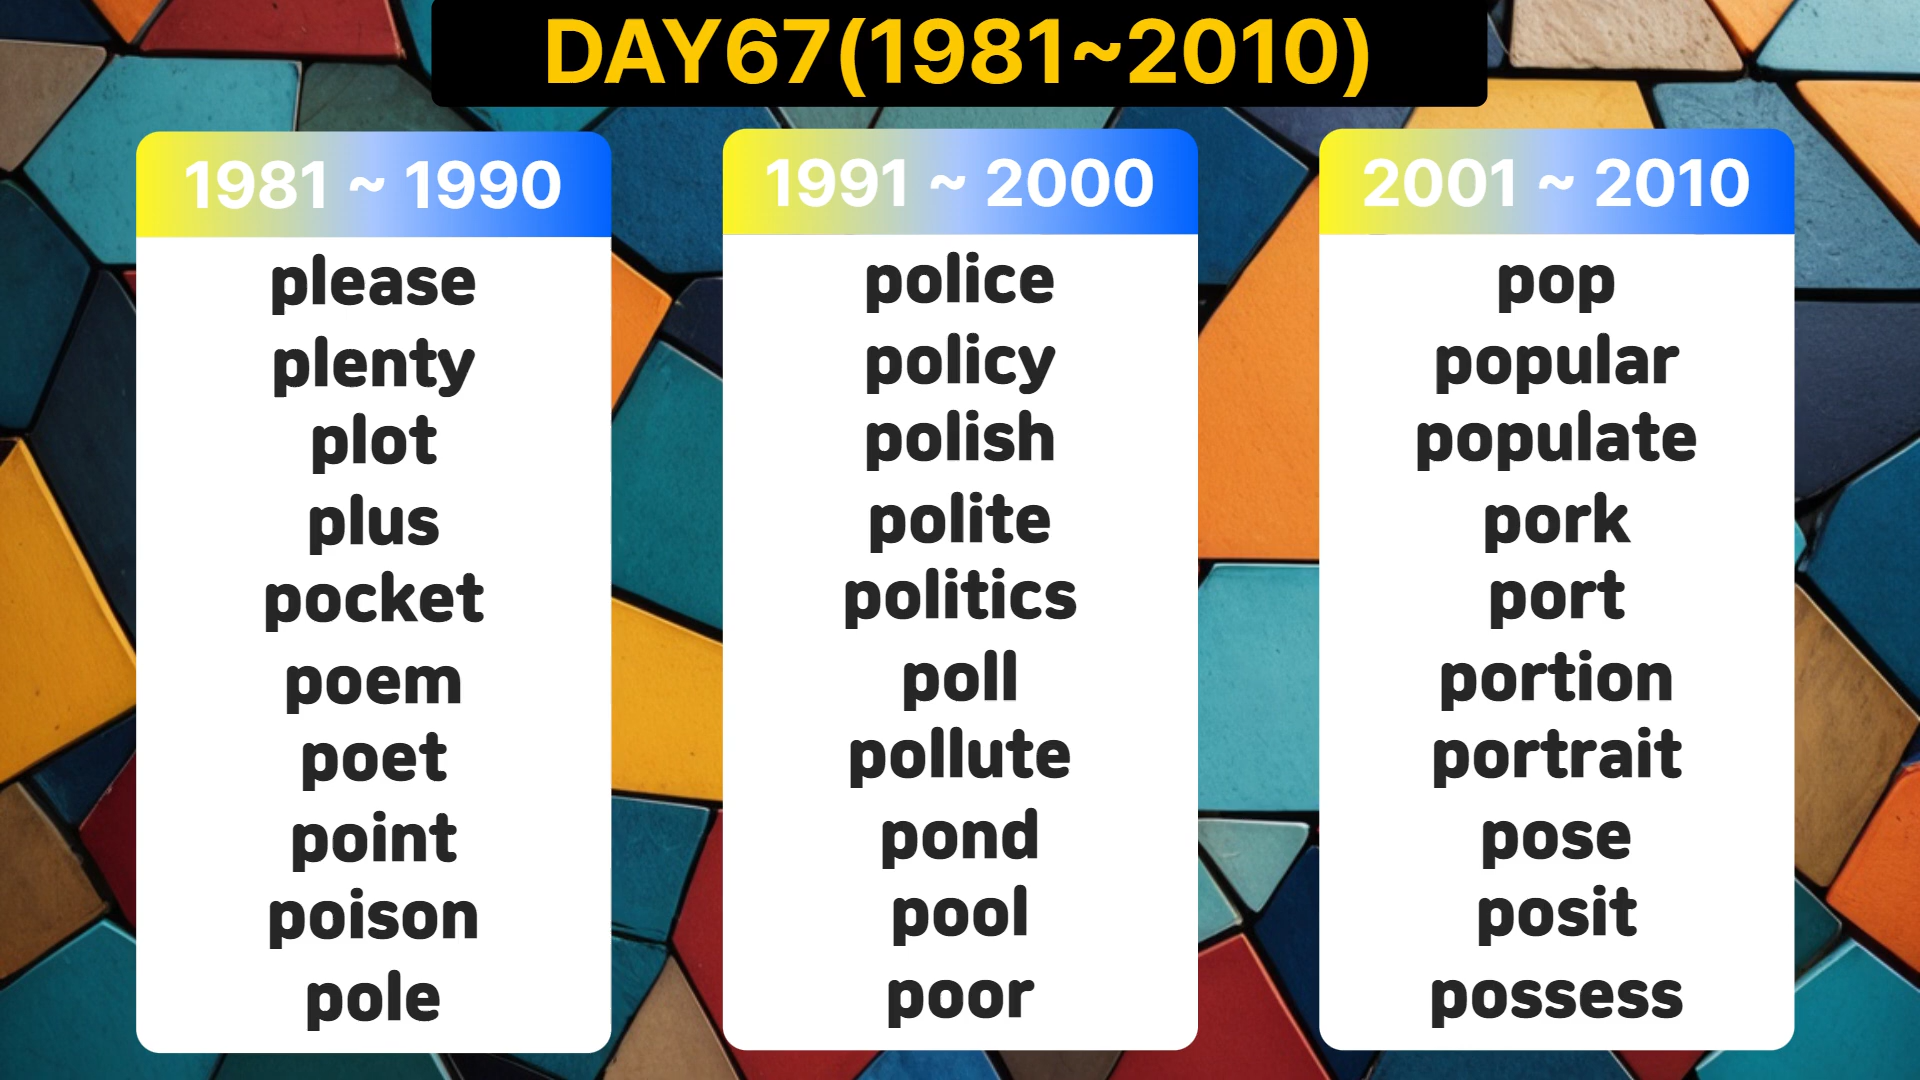 DAY67(1981~2010)
1981 ~ 1990
please
plenty
plot
plus
pocket
poem
poet
point
poison
pole
1991 ~ 2000
police
policy
polish
polite
politics
poll
pollute
pond
pool
poor
2001 ~ 2010
pop
popular
populate
pork
port
portion
portrait
pose
posit
possess